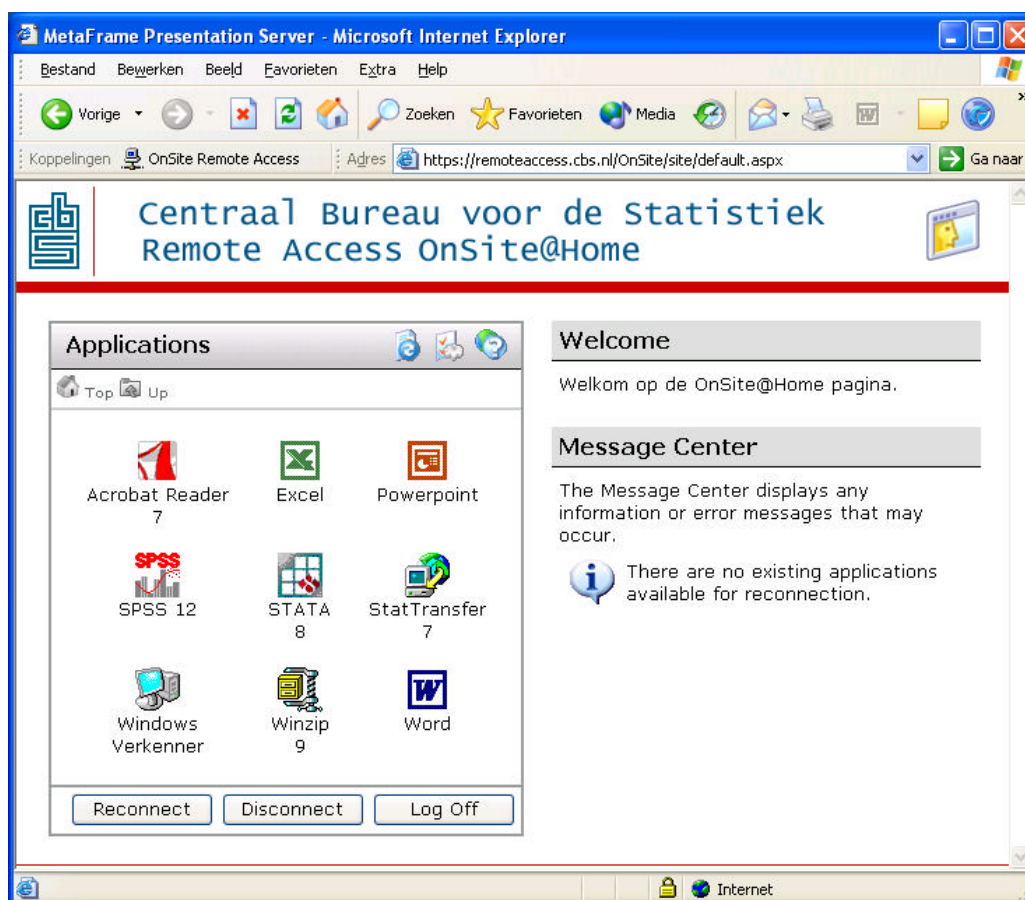 MetaFrame Presentation Server - Microsoft Internet Explorer
Bestand Bewerken Beeld Favorieten Extra Help
Vorige Zoeken Favorieten Media
Koppelingen OnSite Remote Access Adres https://remoteaccess.cbs.nl/OnSite/site/default.aspx Ga naar
cbs
Centraal Bureau voor de Statistiek
Remote Access OnSite@Home
Applications
Top Up
Acrobat Reader
7
Excel
Powerpoint
SPSS
SPSS 12
STATA
8
StatTransfer
7
Windows
Verkenner
Winzip
9
W
Word
Reconnect Disconnect Log Off
Welcome
Welkom op de OnSite@Home pagina.
Message Center
The Message Center displays any
information or error messages that may
occur.
There are no existing applications
available for reconnection.
Internet